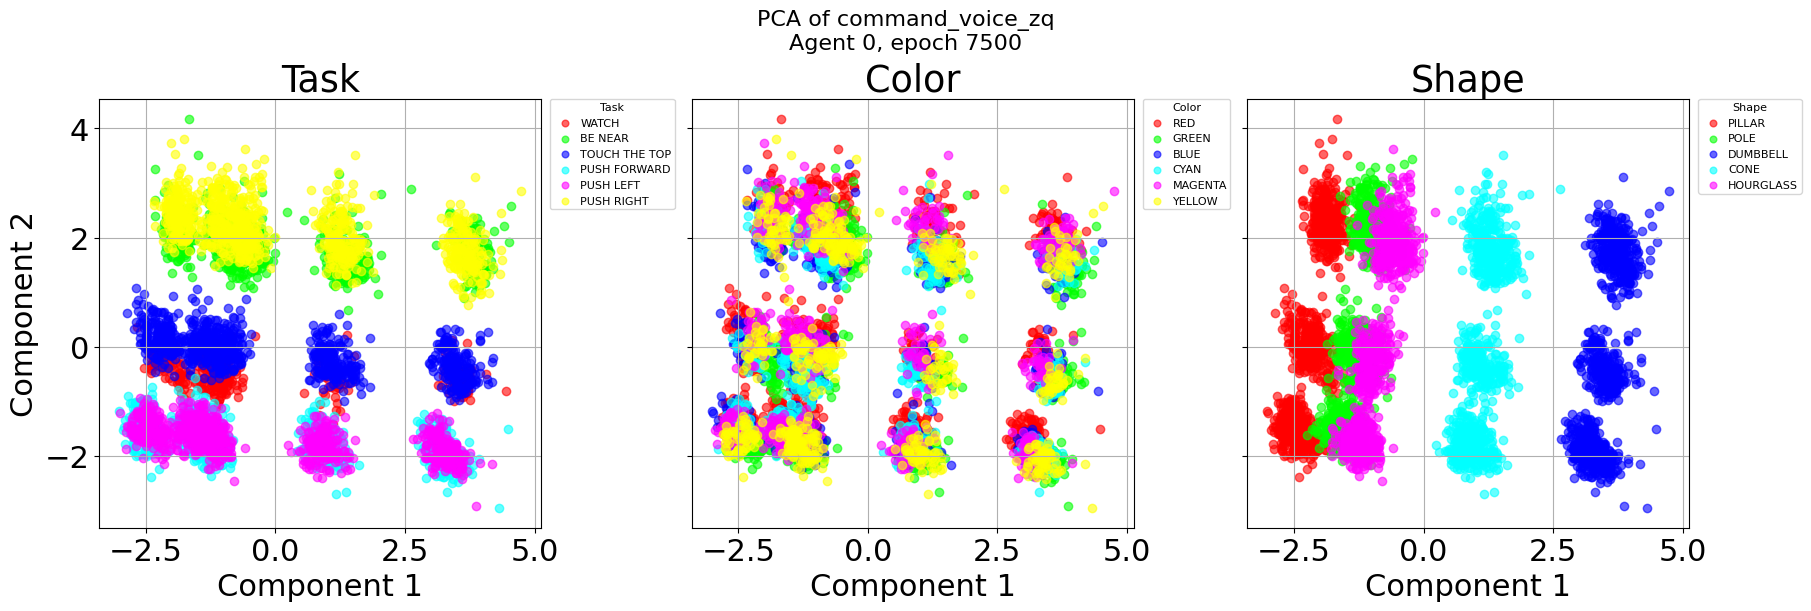 PCA of command_voice_zq
Agent 0, epoch 7500
Task
Component 2
4
2
0
−2
−2.5 0.0 2.5 5.0
Component 1
Task
WATCH
BE NEAR
TOUCH THE TOP
PUSH FORWARD
PUSH LEFT
PUSH RIGHT
Color
−2.5 0.0 2.5 5.0
Component 1
Color
RED
GREEN
BLUE
CYAN
MAGENTA
YELLOW
Shape
−2.5 0.0 2.5 5.0
Component 1
Shape
PILLAR
POLE
DUMBBELL
CONE
HOURGLASS